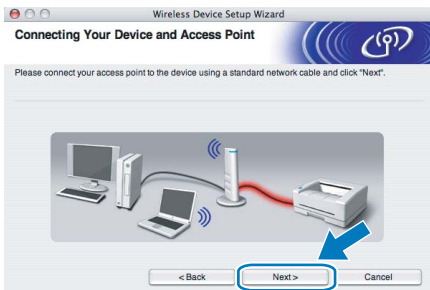 Wireless Device Setup Wizard
Connecting Your Device and Access Point
Please connect your access point to the device using a standard network cable and click "Next".
< Back
Next >
Cancel